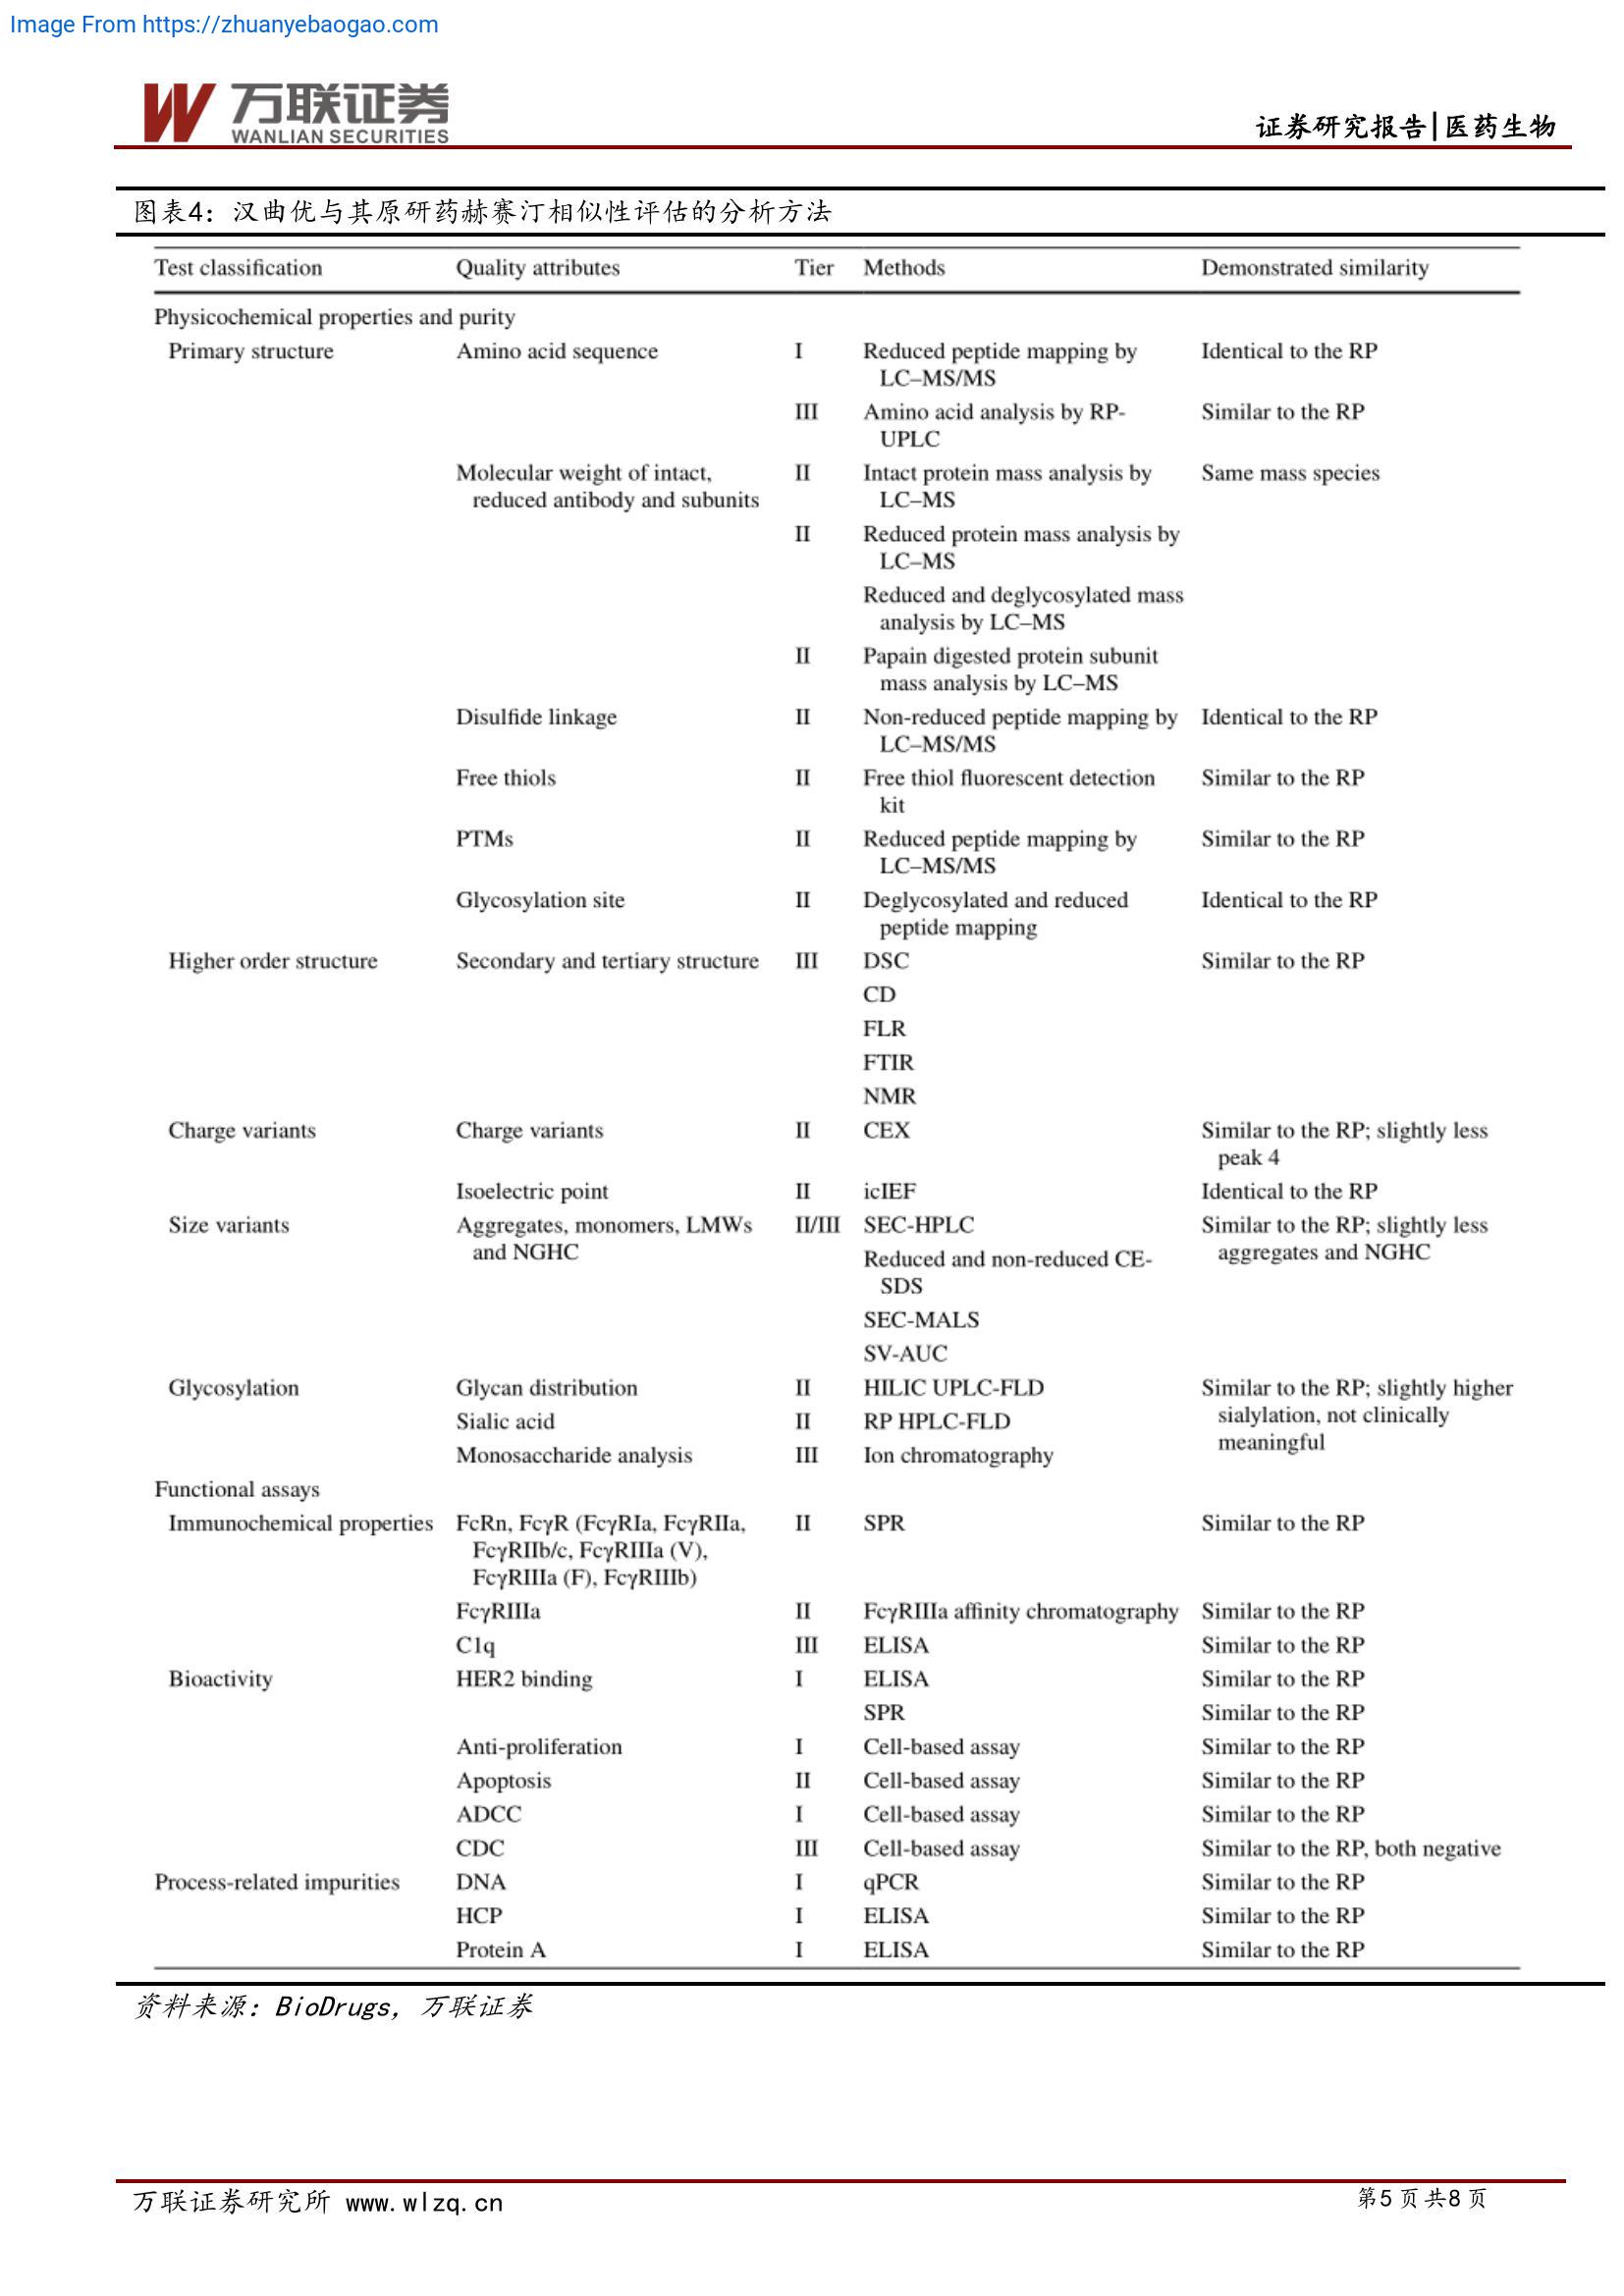 Image From https://zhuanyebaogao.com
万联证券
WANLIAN SECURITIES
证券研究报告|医药生物
图表4：汉曲优与其原研药赫赛汀相似性评估的分析方法
Test classification Quality attributes Tier Methods Demonstrated similarity
Physicochemical properties and purity
Primary structure Amino acid sequence I Reduced peptide mapping by Identical to the RP
LC–MS/MS
III Amino acid analysis by RP- Similar to the RP
UPLC
Molecular weight of intact, II Intact protein mass analysis by Same mass species
reduced antibody and subunits LC–MS
II Reduced protein mass analysis by
LC–MS
Reduced and deglycosylated mass
analysis by LC–MS
II Papain digested protein subunit
mass analysis by LC–MS
Disulfide linkage II Non-reduced peptide mapping by Identical to the RP
LC–MS/MS
Free thiols II Free thiol fluorescent detection Similar to the RP
kit
PTMs II Reduced peptide mapping by Similar to the RP
LC–MS/MS
Glycosylation site II Deglycosylated and reduced Identical to the RP
peptide mapping
Higher order structure Secondary and tertiary structure III DSC Similar to the RP
CD
FLR
FTIR
NMR
Charge variants Charge variants II CEX Similar to the RP; slightly less
peak 4
Isoelectric point II icIEF Identical to the RP
Size variants Aggregates, monomers, LMWs II/III SEC-HPLC Similar to the RP; slightly less
and NGHC aggregates and NGHC
Reduced and non-reduced CE-
SDS
SEC-MALS
SV-AUC
Glycosylation Glycan distribution II HILIC UPLC-FLD Similar to the RP; slightly higher
Sialic acid II RP HPLC-FLD sialylation, not clinically
meaningful
Monosaccharide analysis III Ion chromatography
Functional assays
Immunochemical properties FcRn, FcγR (FcγRIa, FcγRIIa, II SPR Similar to the RP
FcγRIIb/c, FcγRIIIa (V),
FcγRIIIa (F), FcγRIIIb)
FcγRIIIa II FcγRIIIa affinity chromatography Similar to the RP
C1q III ELISA Similar to the RP
Bioactivity HER2 binding I ELISA Similar to the RP
SPR Similar to the RP
Anti-proliferation I Cell-based assay Similar to the RP
Apoptosis II Cell-based assay Similar to the RP
ADCC I Cell-based assay Similar to the RP
CDC III Cell-based assay Similar to the RP, both negative
Process-related impurities DNA I qPCR Similar to the RP
HCP I ELISA Similar to the RP
Protein A I ELISA Similar to the RP
资料来源：BioDrugs，万联证券
万联证券研究所 www.wlzq.cn 第5页共8页